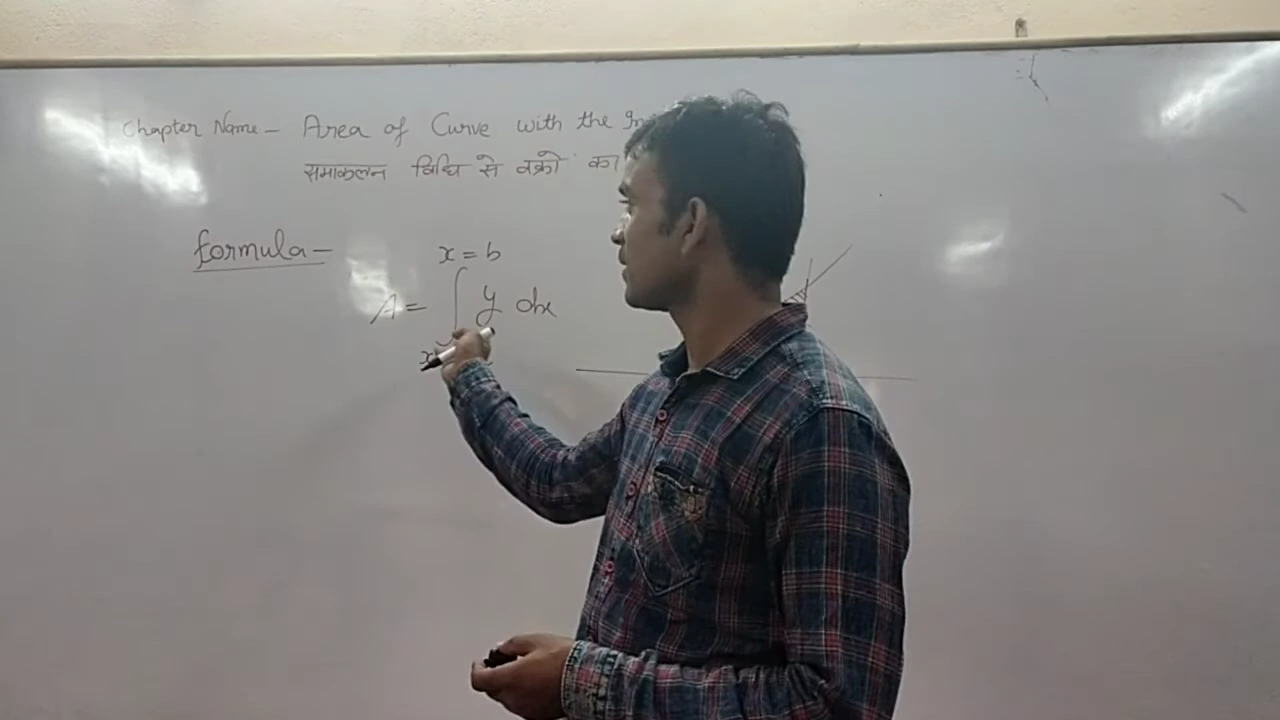 Chapter Name - Area of Curve with the
समाकलन विधि से वक्रो का
formula -
x = b
A = ∫ y dx
x